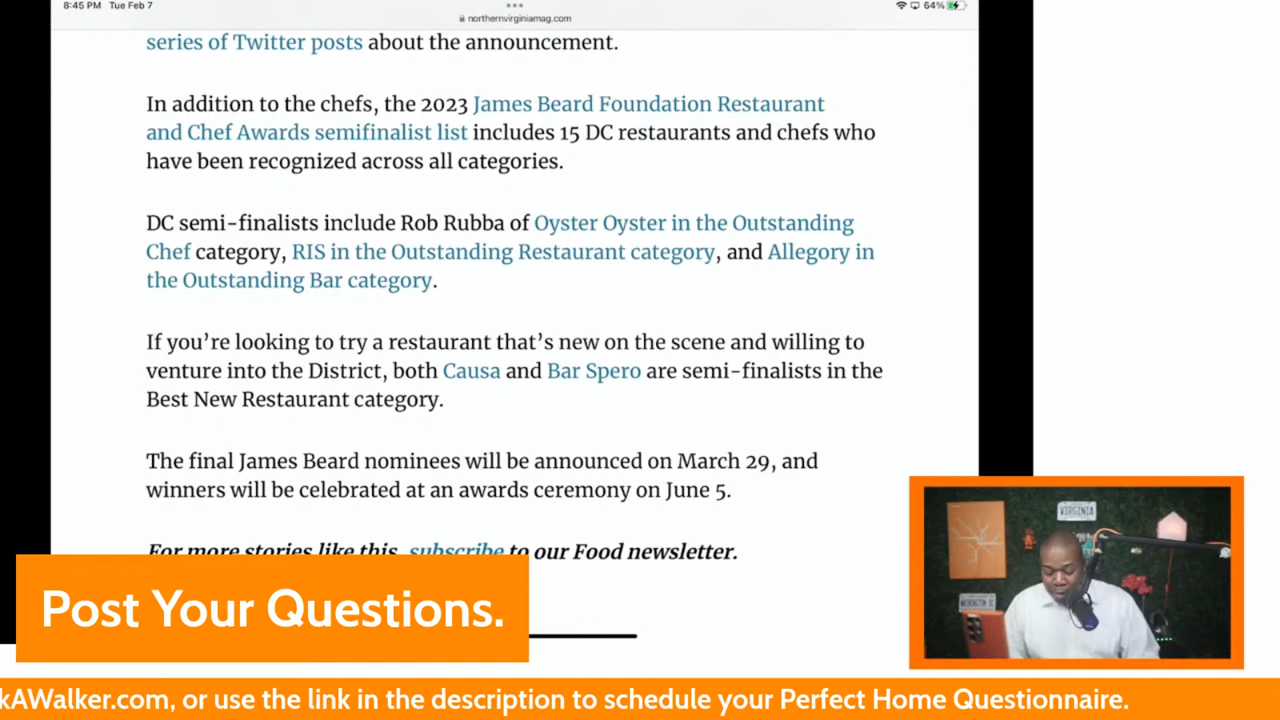 8:45 PM Tue Feb 7
northernvirginiamag.com
64%
series of Twitter posts about the announcement.
In addition to the chefs, the 2023 James Beard Foundation Restaurant
and Chef Awards semifinalist list includes 15 DC restaurants and chefs who
have been recognized across all categories.
DC semi-finalists include Rob Rubba of Oyster Oyster in the Outstanding
Chef category, RIS in the Outstanding Restaurant category, and Allegory in
the Outstanding Bar category.
If you’re looking to try a restaurant that’s new on the scene and willing to
venture into the District, both Causa and Bar Spero are semi-finalists in the
Best New Restaurant category.
The final James Beard nominees will be announced on March 29, and
winners will be celebrated at an awards ceremony on June 5.
For more stories like this, subscribe to our Food newsletter.
VIRGINIA
WASHINGTON DC
Post Your Questions.
kAWalker.com, or use the link in the description to schedule your Perfect Home Questionnaire.